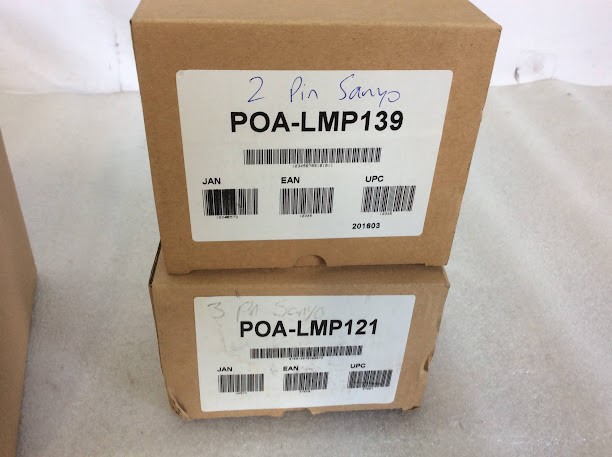 2 Pin Sanyo
POA-LMP139
JAN EAN UPC
201603
3 Pin Sanyo
POA-LMP121
JAN EAN UPC